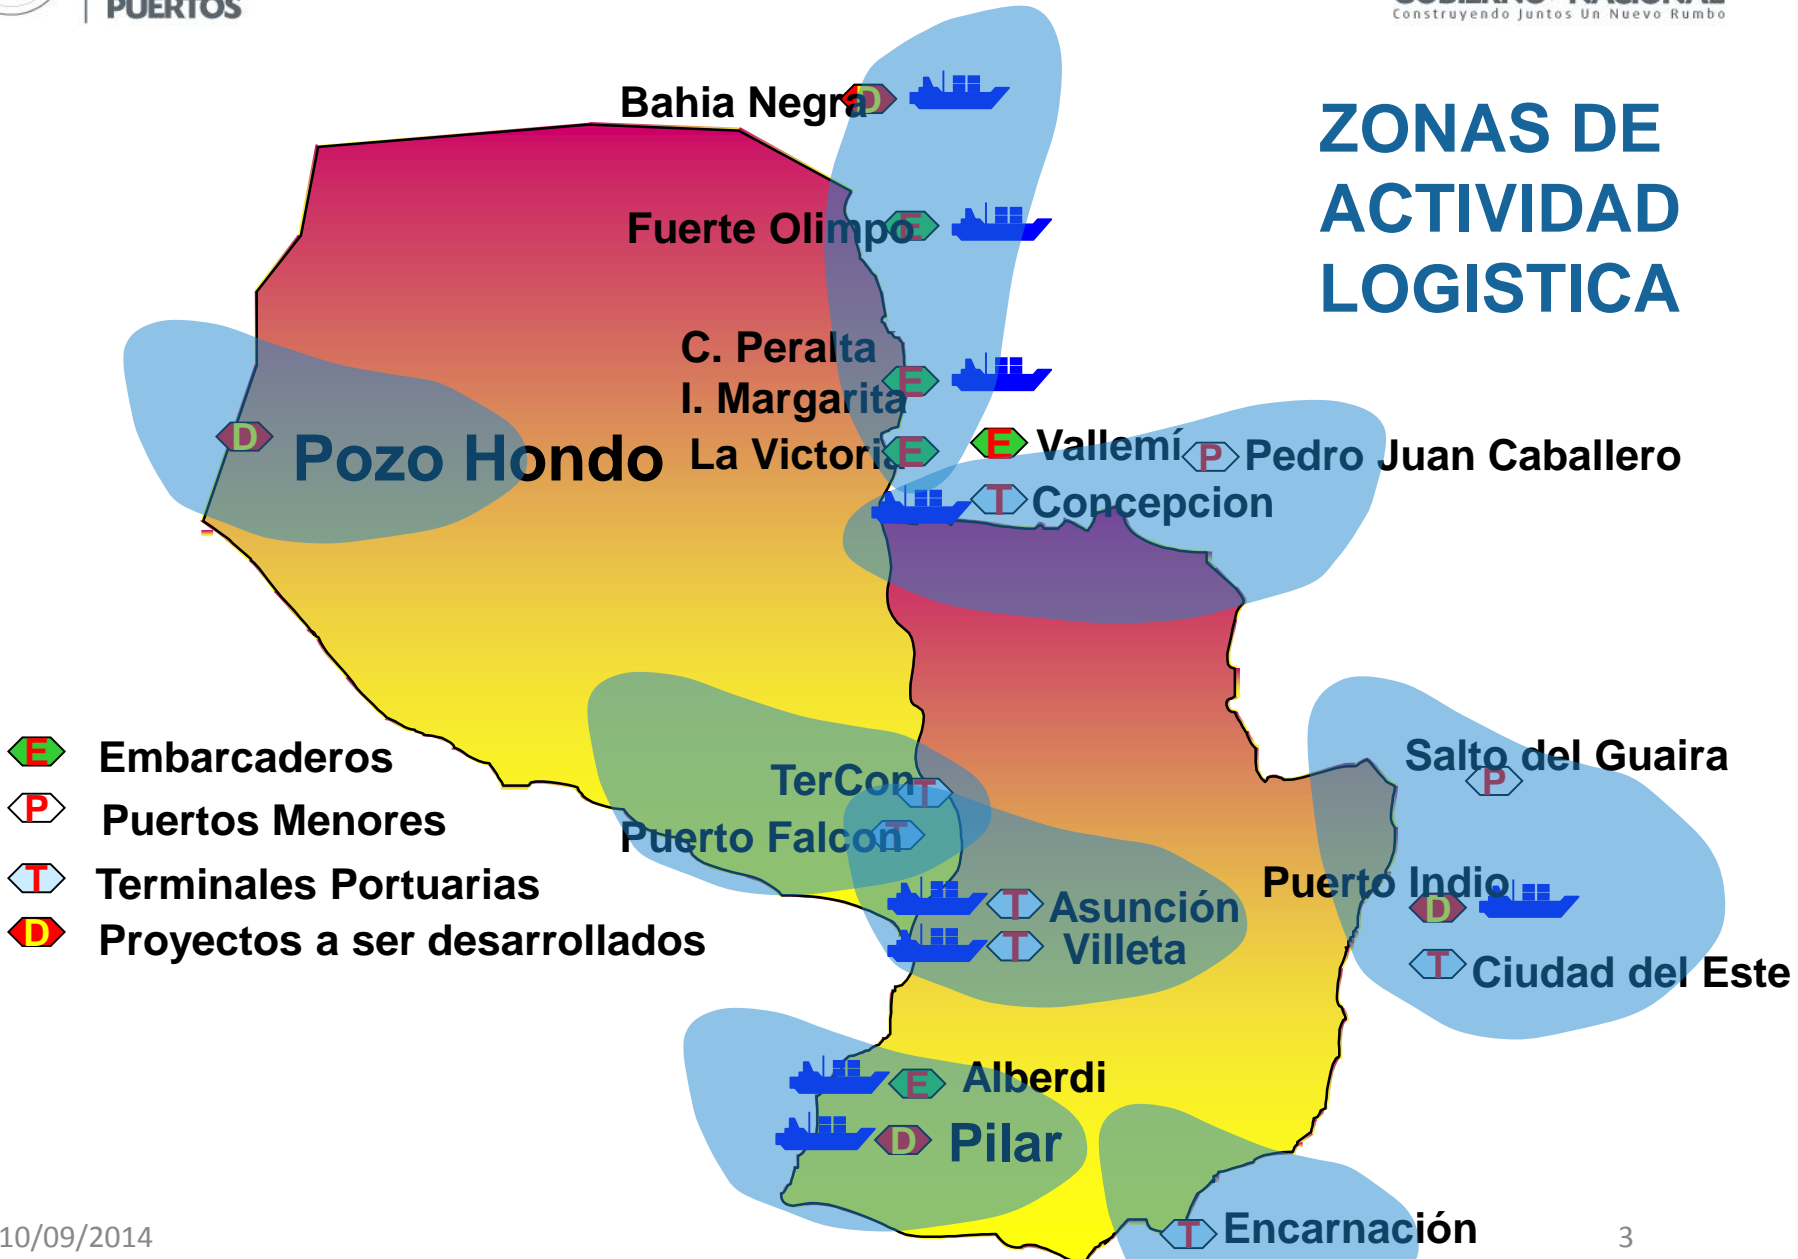 PUERTOS
GOBIERNO NACIONAL
Construyendo Juntos Un Nuevo Rumbo
ZONAS DE
ACTIVIDAD
LOGISTICA
Bahia Negra D
Fuerte Olimpo E
C. Peralta
I. Margarita E
La Victoria E
E Vallemí
P Pedro Juan Caballero
T Concepcion
D Pozo Hondo
Salto del Guaira
P
TerCon T
Puerto Falcon T
Puerto Indio
D
T Asunción
T Villeta
T Ciudad del Este
E Alberdi
D Pilar
T Encarnación
E Embarcaderos
P Puertos Menores
T Terminales Portuarias
D Proyectos a ser desarrollados
10/09/2014
3